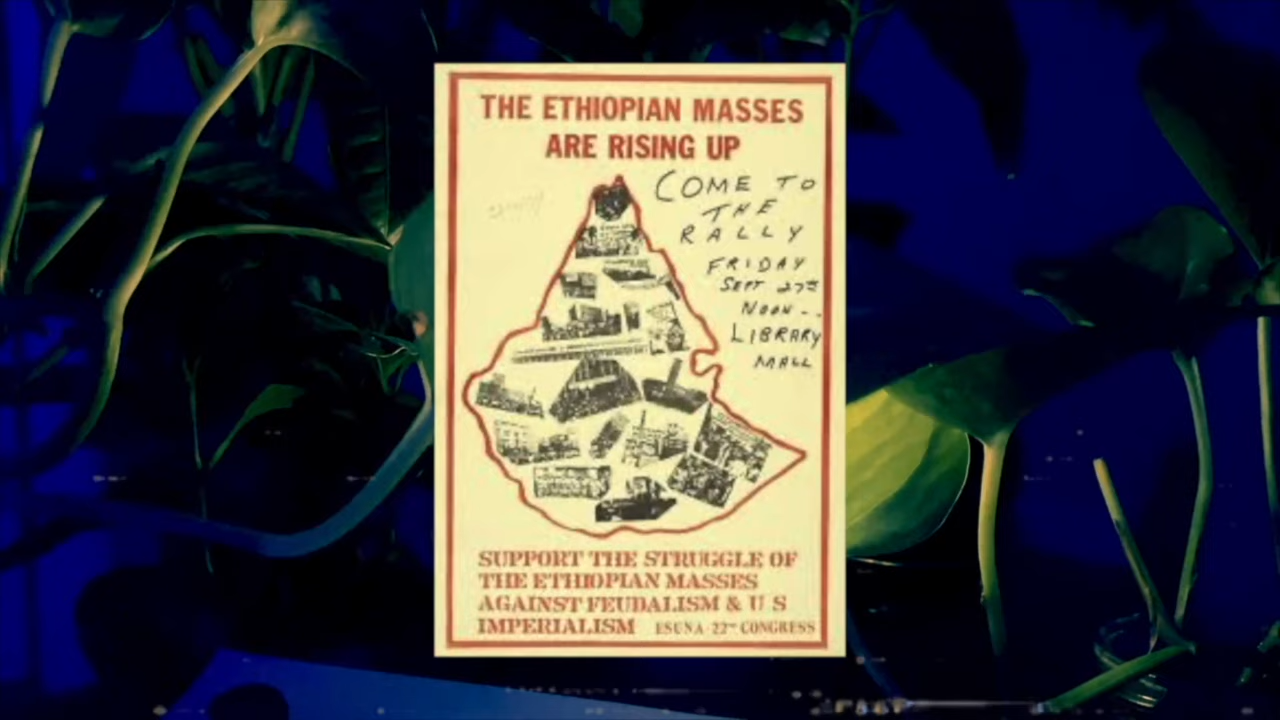 THE ETHIOPIAN MASSES
ARE RISING UP
COME TO
THE
RALLY
FRIDAY
SEPT 27TH
NOON--
LIBRARY
MALL
SUPPORT THE STRUGGLE OF
THE ETHIOPIAN MASSES
AGAINST FEUDALISM & U S
IMPERIALISM ESUNA 22ND CONGRESS